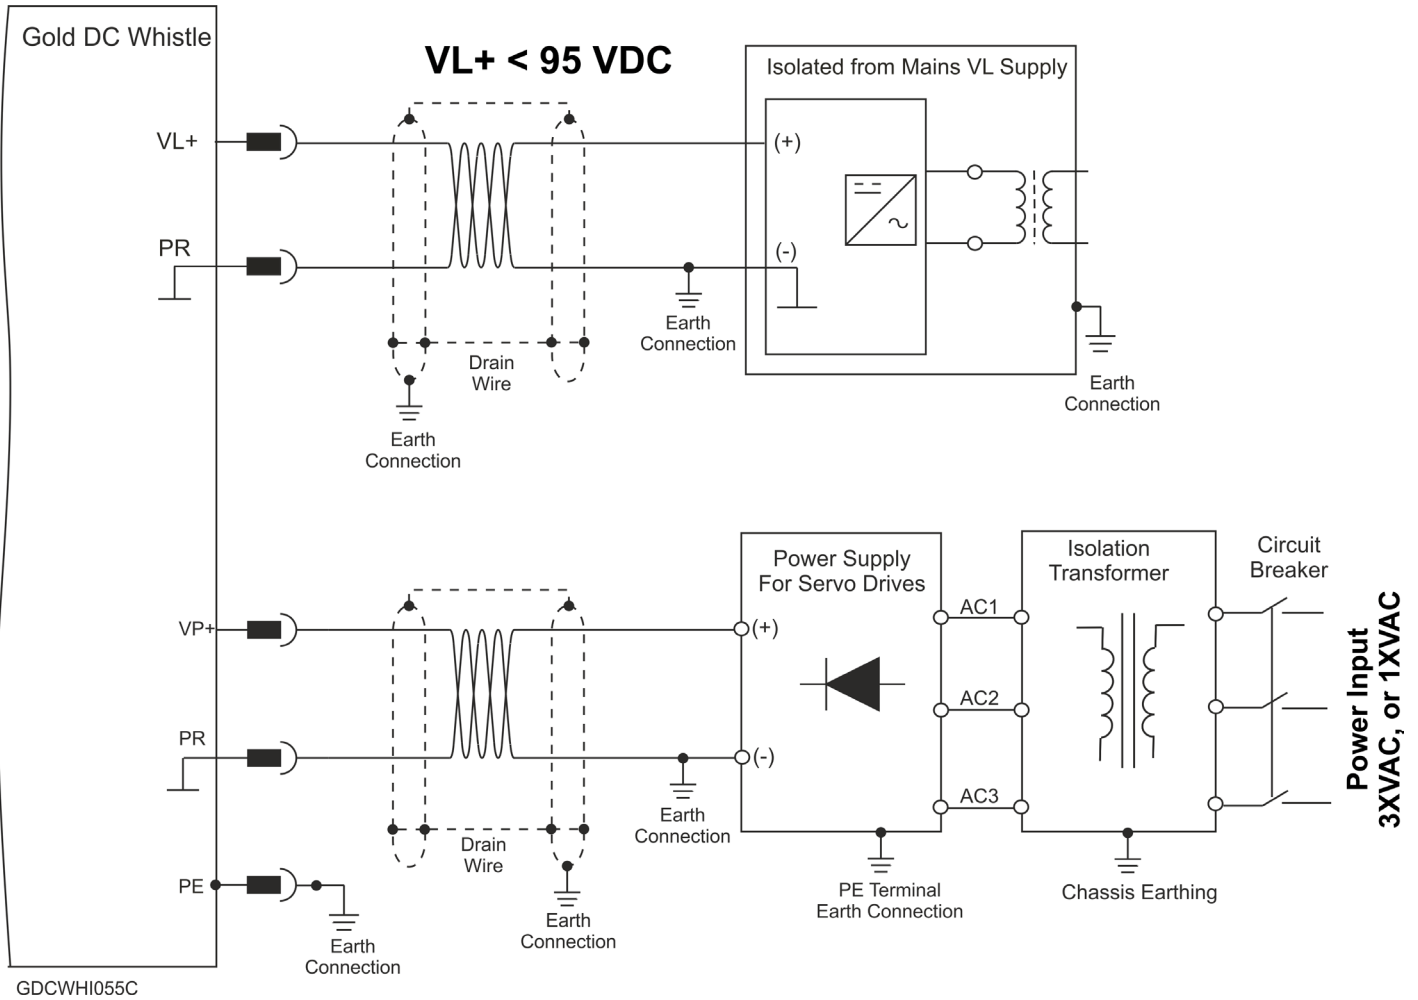 Gold DC Whistle
VL+ < 95 VDC
Isolated from Mains VL Supply
VL+
(+)
PR
(-)
Earth
Connection
Drain
Wire
Earth
Connection
Earth
Connection
Power Supply
For Servo Drives
Isolation
Transformer
Circuit
Breaker
AC1
VP+
(+)
AC2
PR
(-)
AC3
Earth
Connection
Drain
Wire
PE
PE Terminal
Earth Connection
Chassis Earthing
Earth
Connection
Earth
Connection
Power Input
3XVAC, or 1XVAC
GDCWHI055C